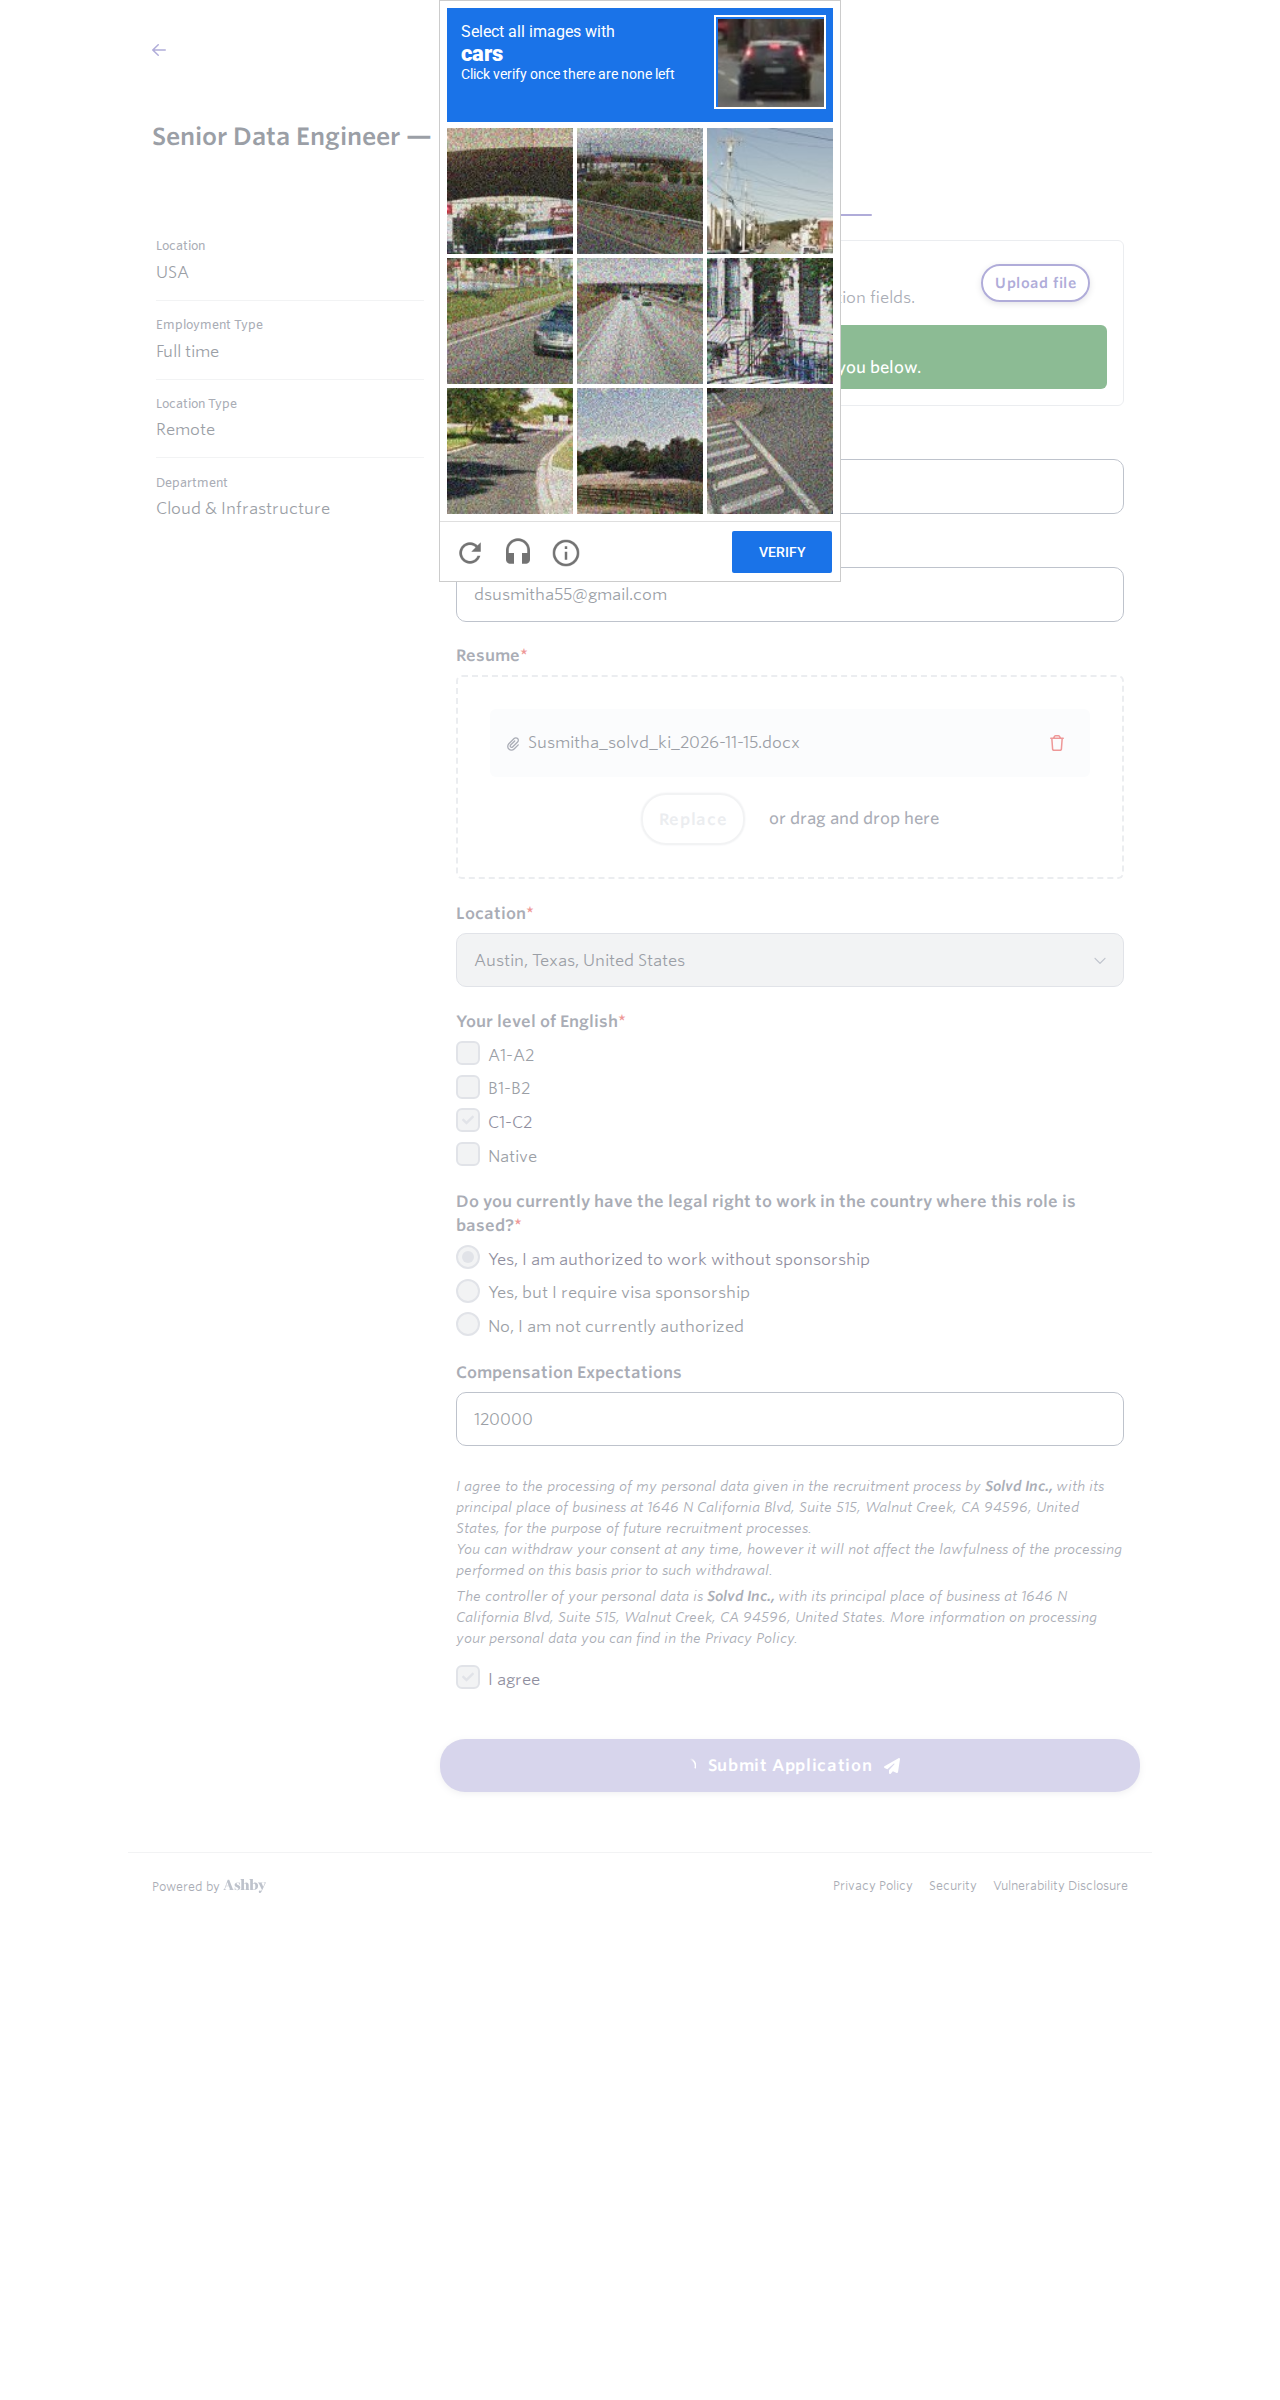 Select all images with
cars
Click verify once there are none left
Senior Data Engineer —
Location
USA
Employment Type
Full time
Location Type
Remote
Department
Cloud & Infrastructure
Upload file
ion fields.
you below.
VERIFY
dsusmitha55@gmail.com
Resume*
Susmitha_solvd_ki_2026-11-15.docx
Replace
or drag and drop here
Location*
Austin, Texas, United States
Your level of English*
A1-A2
B1-B2
C1-C2
Native
Do you currently have the legal right to work in the country where this role is
based?*
Yes, I am authorized to work without sponsorship
Yes, but I require visa sponsorship
No, I am not currently authorized
Compensation Expectations
120000
I agree to the processing of my personal data given in the recruitment process by Solvd Inc., with its
principal place of business at 1646 N California Blvd, Suite 515, Walnut Creek, CA 94596, United
States, for the purpose of future recruitment processes.
You can withdraw your consent at any time, however it will not affect the lawfulness of the processing
performed on this basis prior to such withdrawal.
The controller of your personal data is Solvd Inc., with its principal place of business at 1646 N
California Blvd, Suite 515, Walnut Creek, CA 94596, United States. More information on processing
your personal data you can find in the Privacy Policy.
I agree
Submit Application
Powered by Ashby
Privacy Policy Security Vulnerability Disclosure